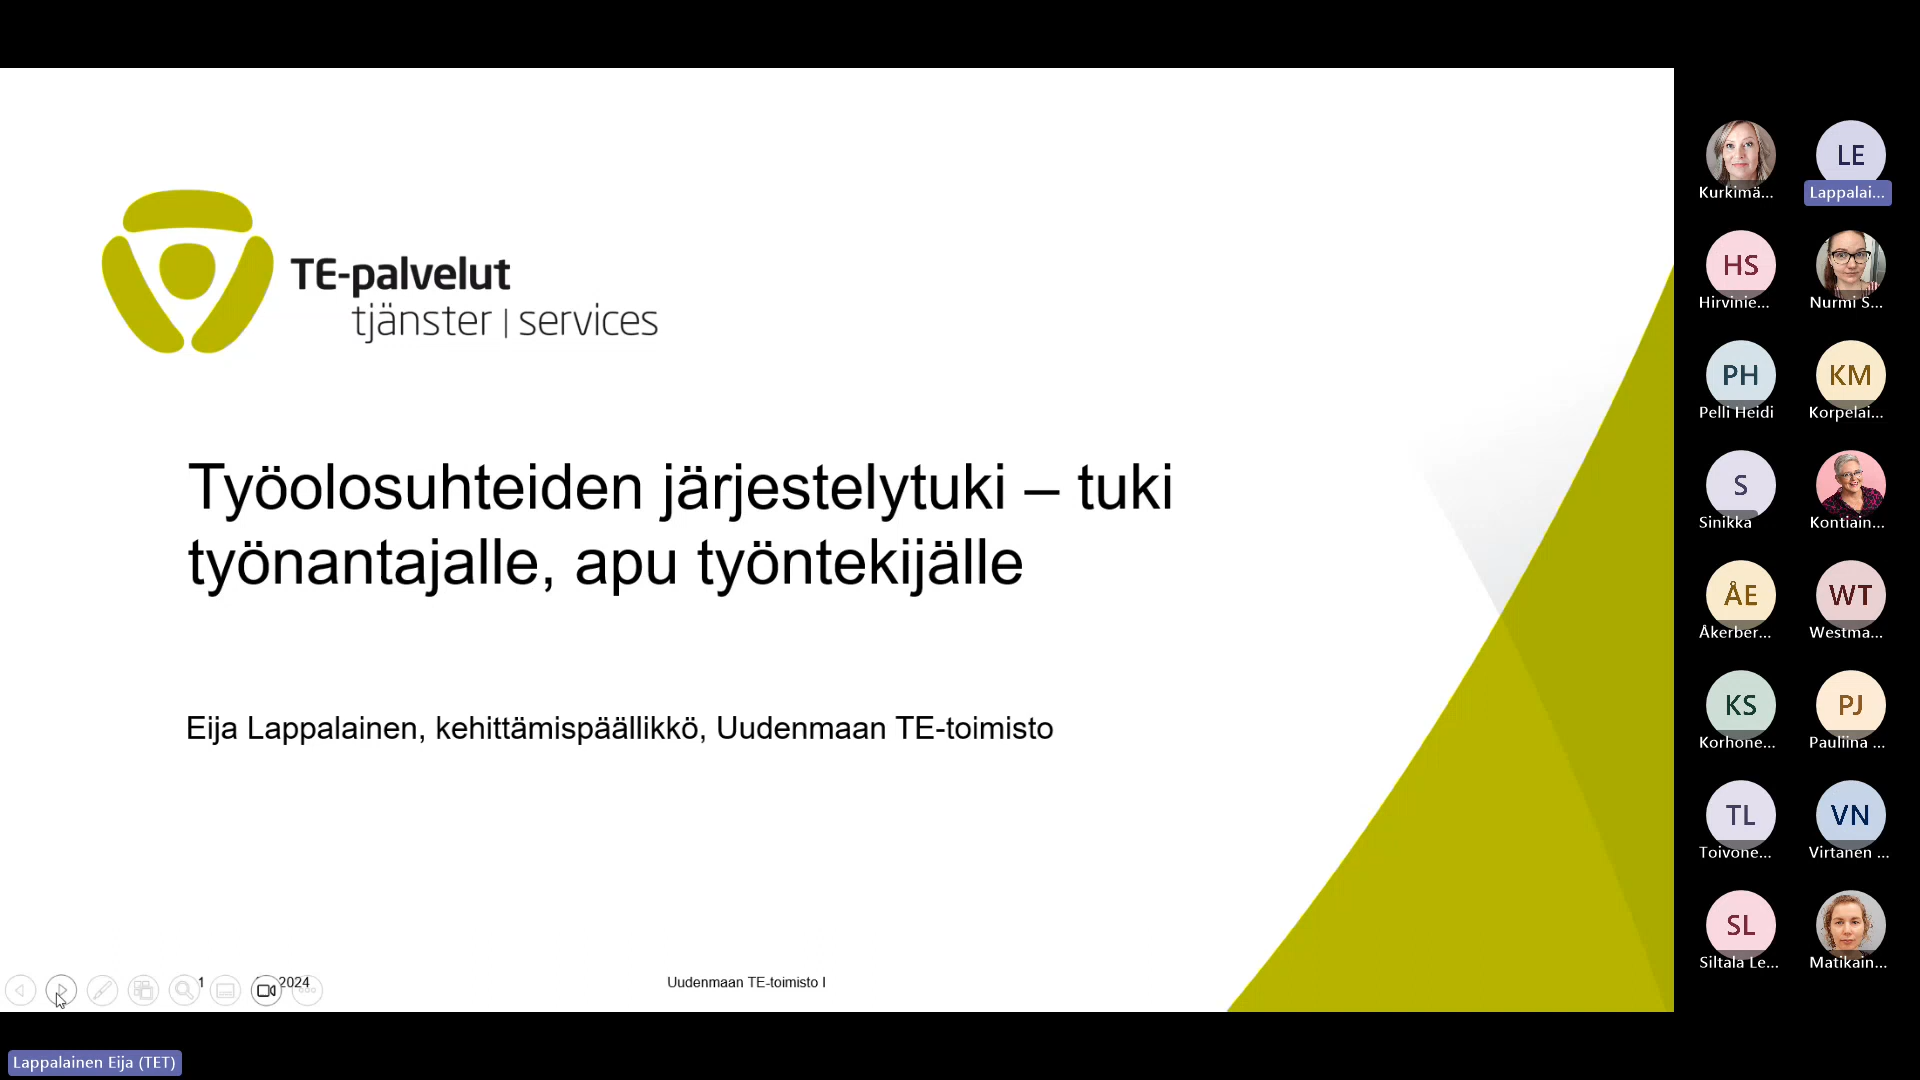 TE-palvelut
tjänster | services
Työolosuhteiden järjestelytuki – tuki
työnantajalle, apu työntekijälle
Eija Lappalainen, kehittämispäällikkö, Uudenmaan TE-toimisto
1
2024
Uudenmaan TE-toimisto I
Lappalainen Eija (TET)
Kurkimä...
LE
Lappalai...
HS
Hirvinie...
Nurmi S...
PH
Pelli Heidi
KM
Korpelai...
S
Sinikka
Kontiain...
ÅE
Åkerber...
WT
Westma...
KS
Korhone...
PJ
Pauliina ...
TL
Toivone...
VN
Virtanen ...
SL
Siltala Le...
Matikain...